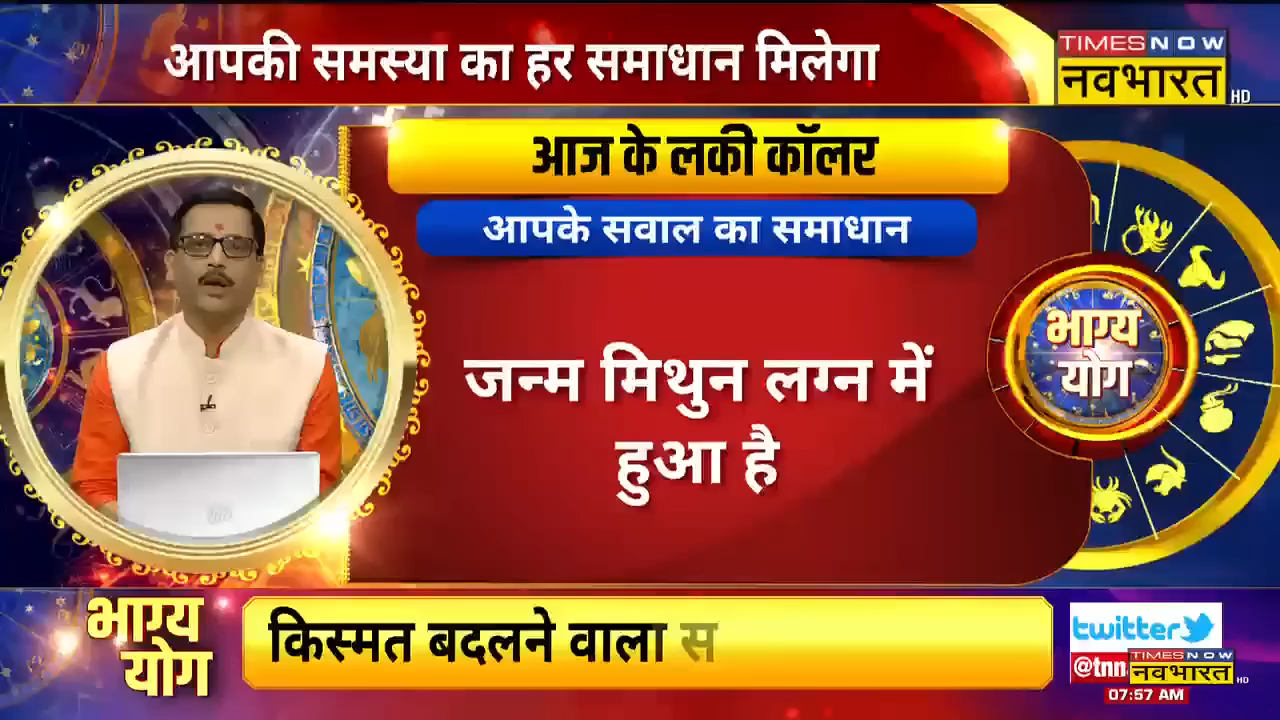 आपकी समस्या का हर समाधान मिलेगा
TIMES NOW
नवभारत
HD
आज के लकी कॉलर
आपके सवाल का समाधान
जन्म मिथुन लग्न में
हुआ है
भाग्य
योग
भाग्य
योग
किस्मत बदलने वाला स
twitter
@tnn
TIMES NOW
नवभारत
HD
07:57 AM